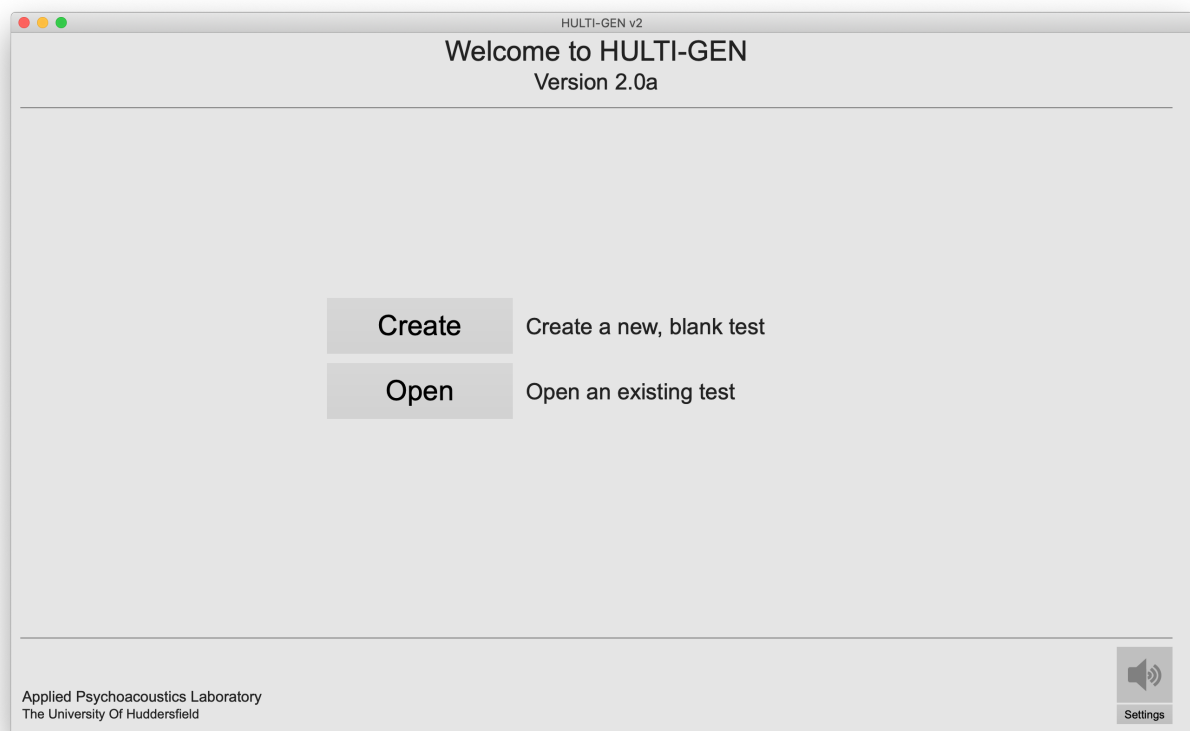 HULTI-GEN v2
Welcome to HULTI-GEN
Version 2.0a
Create
Create a new, blank test
Open
Open an existing test
Applied Psychoacoustics Laboratory
The University Of Huddersfield
Settings